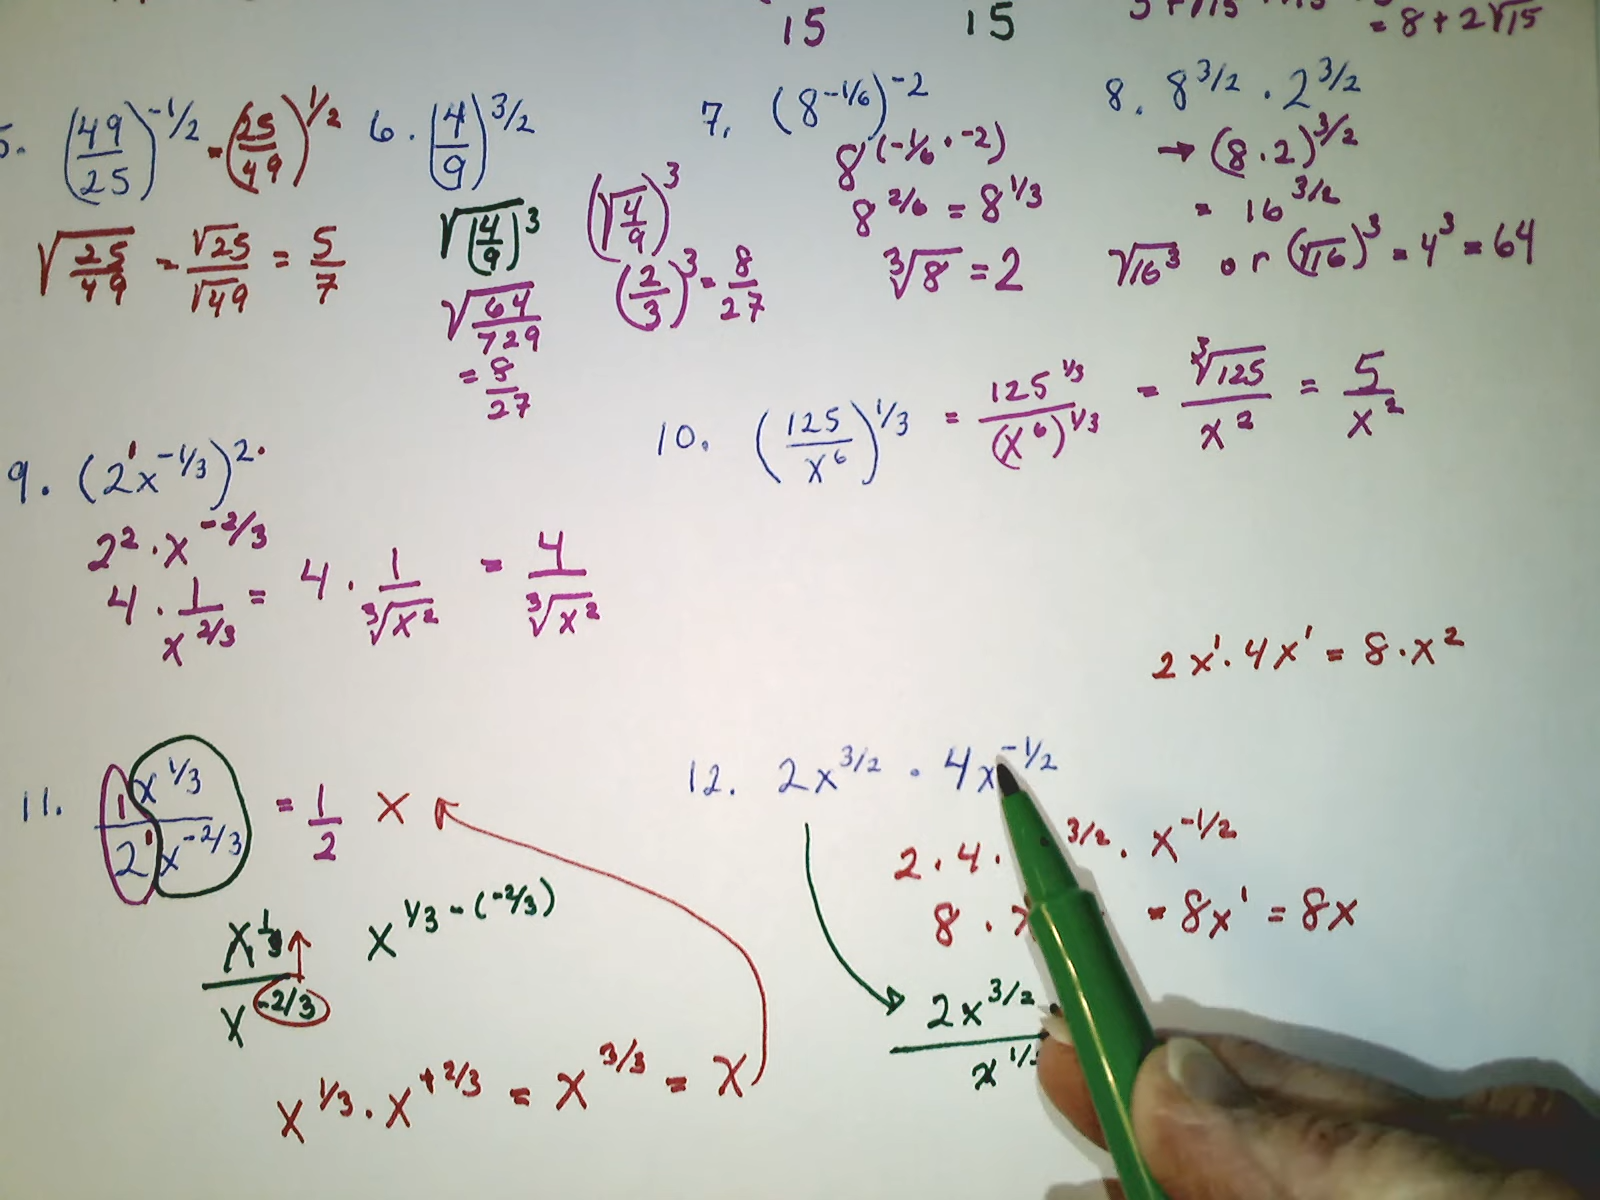 15 15 = 8 + 2√15
5. (49/25)^-1/2 = (25/49)^1/2
√(25/49) = √25/√49 = 5/7
6. (4/9)^3/2
√(4/9)^3
√(64/729)
= 8/27
(√(4/9))^3
(2/3)^3 = 8/27
7. (8^-1/6)^-2
8^(-1/6 · -2)
8^2/6 = 8^1/3
∛8 = 2
8. 8^3/2 · 2^3/2
→ (8 · 2)^3/2
= 16^3/2
√16^3 or (√16)^3 = 4^3 = 64
9. (2^1 x^-1/3)^2 ·
2^2 · x^-2/3
4 · 1/x^2/3 = 4 · 1/∛x^2 = 4/∛x^2
10. (125/x^6)^1/3 = 125^1/3/(x^6)^1/3 = ∛125/x^2 = 5/x^2
2x^1 · 4x^1 = 8 · x^2
11. 1x^1/3 / 2^1 x^-2/3 = 1/2 x
x^1/3 / x^-2/3 x^1/3 - (-2/3)
x^1/3 · x^+2/3 = x^3/3 = x
12. 2x^3/2 · 4x^-1/2
2 · 4 · 3/2 · x^-1/2
8 · = 8x^1 = 8x
2x^3/2 ·
x